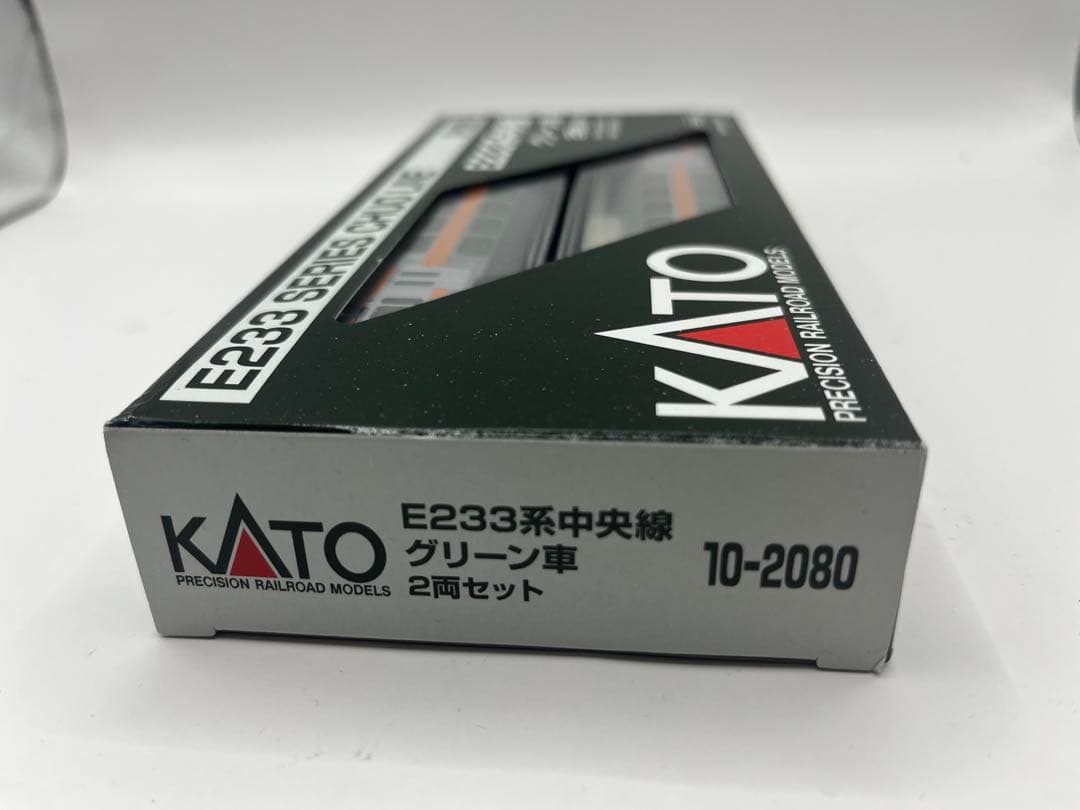 E233 SERIES CHUO LINE
KATO
PRECISION RAILROAD MODELS
KATO
PRECISION RAILROAD MODELS
E233系中央線
グリーン車
2両セット
10-2080